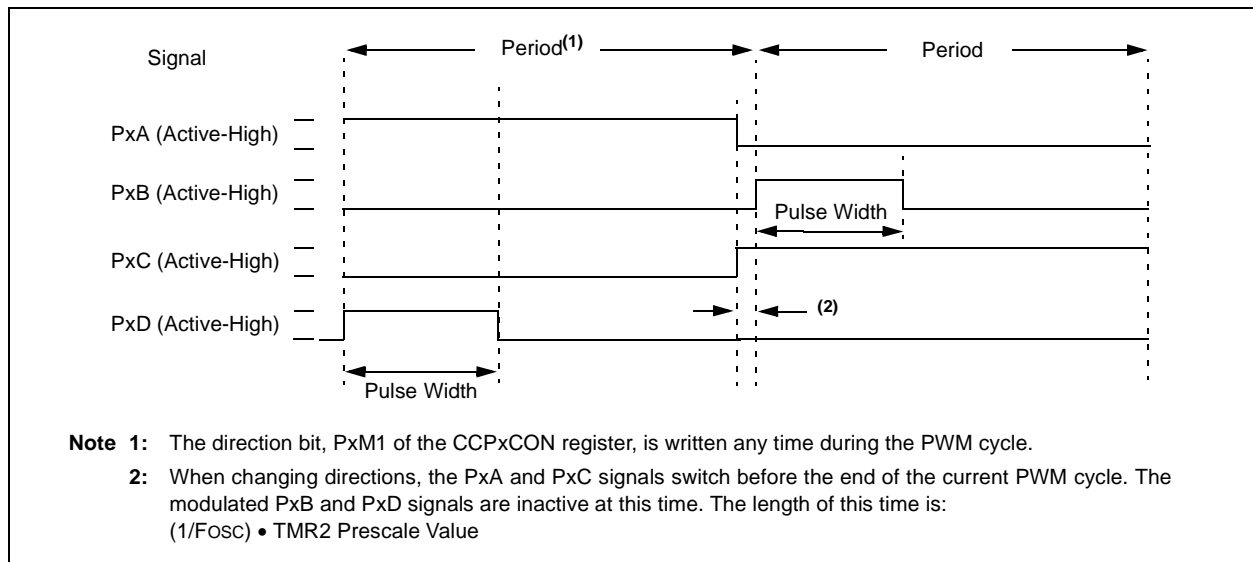 Signal
Period(1)
Period
PxA (Active-High)
PxB (Active-High)
Pulse Width
PxC (Active-High)
(2)
PxD (Active-High)
Pulse Width
Note 1: The direction bit, PxM1 of the CCPxCON register, is written any time during the PWM cycle.
2: When changing directions, the PxA and PxC signals switch before the end of the current PWM cycle. The
modulated PxB and PxD signals are inactive at this time. The length of this time is:
(1/FOSC) • TMR2 Prescale Value